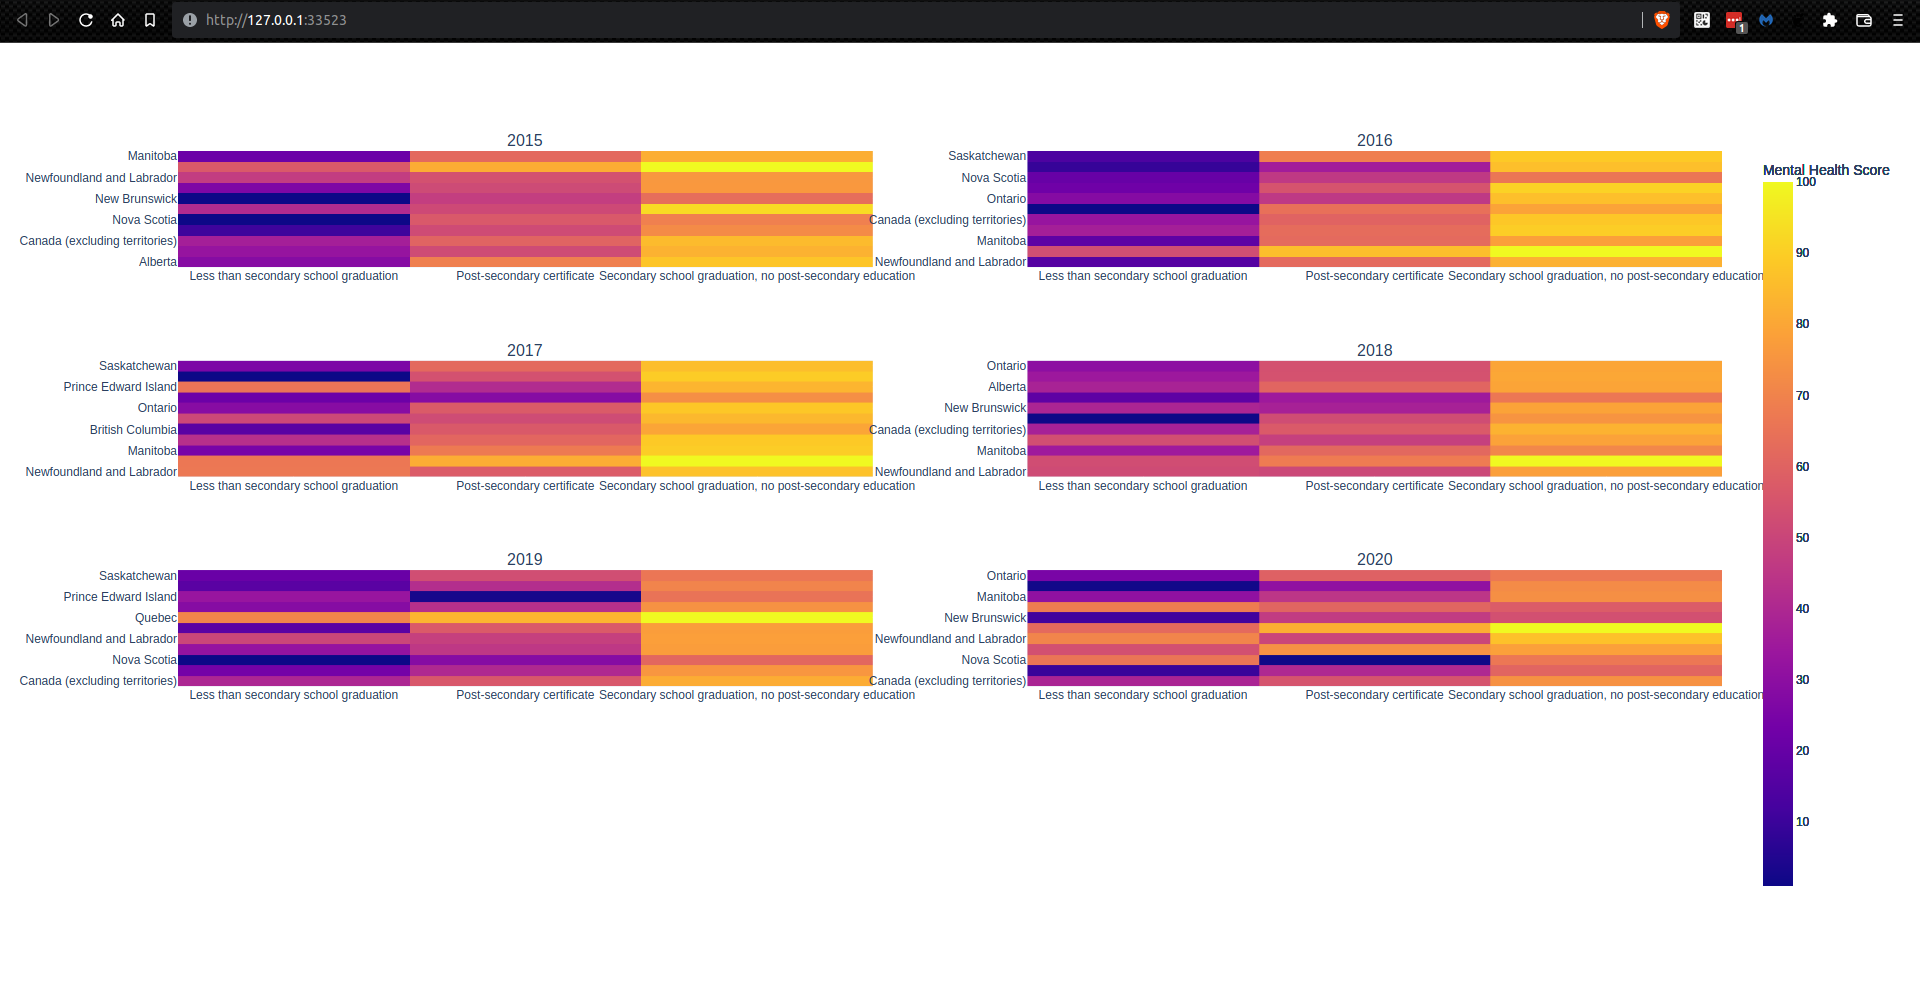 http://127.0.0.1:33523
1
2015
Manitoba
Newfoundland and Labrador
New Brunswick
Nova Scotia
Canada (excluding territories)
Alberta
Less than secondary school graduation Post-secondary certificate Secondary school graduation, no post-secondary education
2016
Saskatchewan
Nova Scotia
Ontario
Canada (excluding territories)
Manitoba
Newfoundland and Labrador
Less than secondary school graduation Post-secondary certificate Secondary school graduation, no post-secondary education
2017
Saskatchewan
Prince Edward Island
Ontario
British Columbia
Manitoba
Newfoundland and Labrador
Less than secondary school graduation Post-secondary certificate Secondary school graduation, no post-secondary education
2018
Ontario
Alberta
New Brunswick
Canada (excluding territories)
Manitoba
Newfoundland and Labrador
Less than secondary school graduation Post-secondary certificate Secondary school graduation, no post-secondary education
2019
Saskatchewan
Prince Edward Island
Quebec
Newfoundland and Labrador
Nova Scotia
Canada (excluding territories)
Less than secondary school graduation Post-secondary certificate Secondary school graduation, no post-secondary education
2020
Ontario
Manitoba
New Brunswick
Newfoundland and Labrador
Nova Scotia
Canada (excluding territories)
Less than secondary school graduation Post-secondary certificate Secondary school graduation, no post-secondary education
Mental Health Score
100
90
80
70
60
50
40
30
20
10